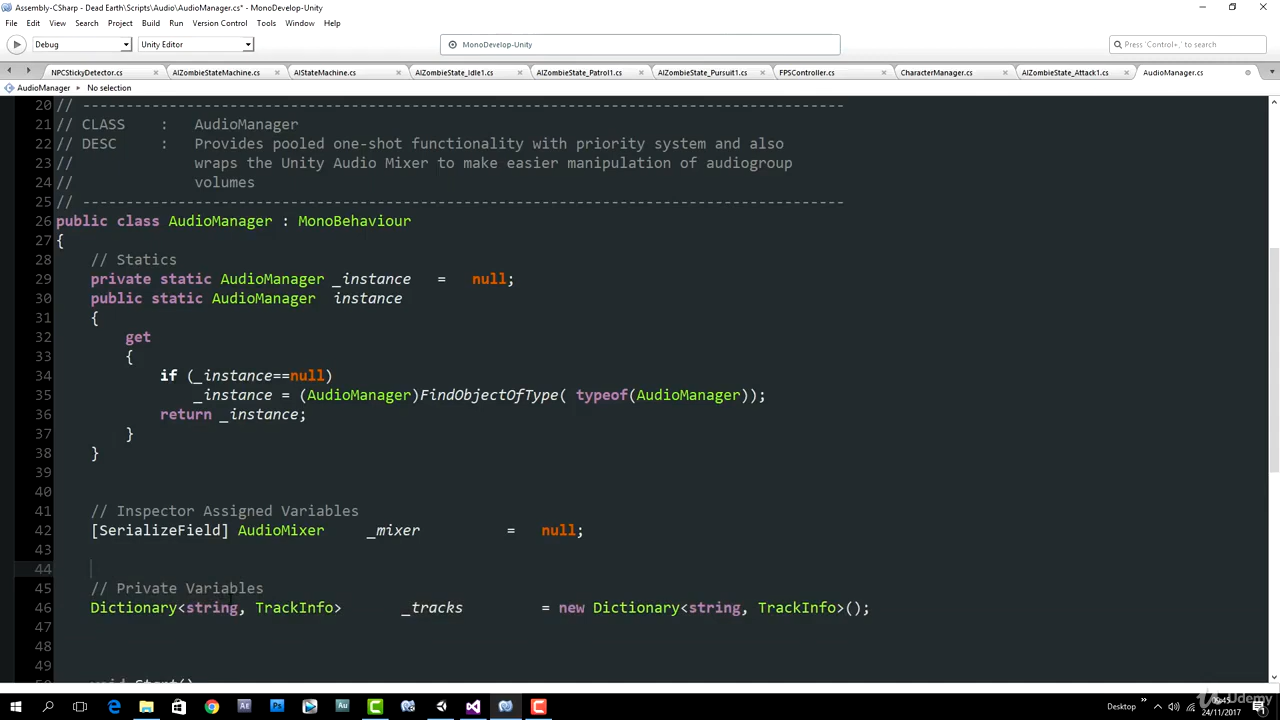 Assembly-CSharp - Dead Earth\Scripts\Audio\AudioManager.cs* - MonoDevelop-Unity
File Edit View Search Project Build Run Version Control Tools Window Help
Debug Unity Editor MonoDevelop-Unity Press 'Control+,' to search
NPCStickyDetector.cs AIZombieStateMachine.cs AIStateMachine.cs AIZombieState_Idle1.cs AIZombieState_Patrol1.cs AIZombieState_Pursuit1.cs FPSController.cs CharacterManager.cs AIZombieState_Attack1.cs AudioManager.cs
AudioManager No selection
20 // ----------------------------------------------------------------------------------------
21 // CLASS : AudioManager
22 // DESC : Provides pooled one-shot functionality with priority system and also
23 // wraps the Unity Audio Mixer to make easier manipulation of audiogroup
24 // volumes
25 // ----------------------------------------------------------------------------------------
26 public class AudioManager : MonoBehaviour
27 {
28 // Statics
29 private static AudioManager _instance = null;
30 public static AudioManager instance
31 {
32 get
33 {
34 if (_instance==null)
35 _instance = (AudioManager)FindObjectOfType( typeof(AudioManager));
36 return _instance;
37 }
38 }
39
40
41 // Inspector Assigned Variables
42 [SerializeField] AudioMixer _mixer = null;
43
44
45 // Private Variables
46 Dictionary<string, TrackInfo> _tracks = new Dictionary<string, TrackInfo>();
47
48
49
void Start()
Desktop 09:45
24/11/2017
Udemy